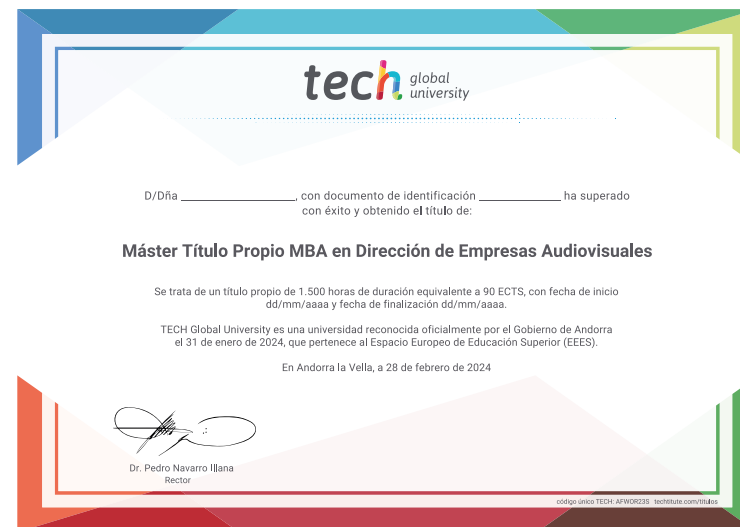 tech global university
D/Dña ____________________, con documento de identificación _______________ ha superado
con éxito y obtenido el título de:
Máster Título Propio MBA en Dirección de Empresas Audiovisuales
Se trata de un título propio de 1.500 horas de duración equivalente a 90 ECTS, con fecha de inicio
dd/mm/aaaa y fecha de finalización dd/mm/aaaa.
TECH Global University es una universidad reconocida oficialmente por el Gobierno de Andorra
el 31 de enero de 2024, que pertenece al Espacio Europeo de Educación Superior (EEES).
En Andorra la Vella, a 28 de febrero de 2024
Dr. Pedro Navarro Illana
Rector
código único TECH: AFWOR23S techtitute.com/titulos